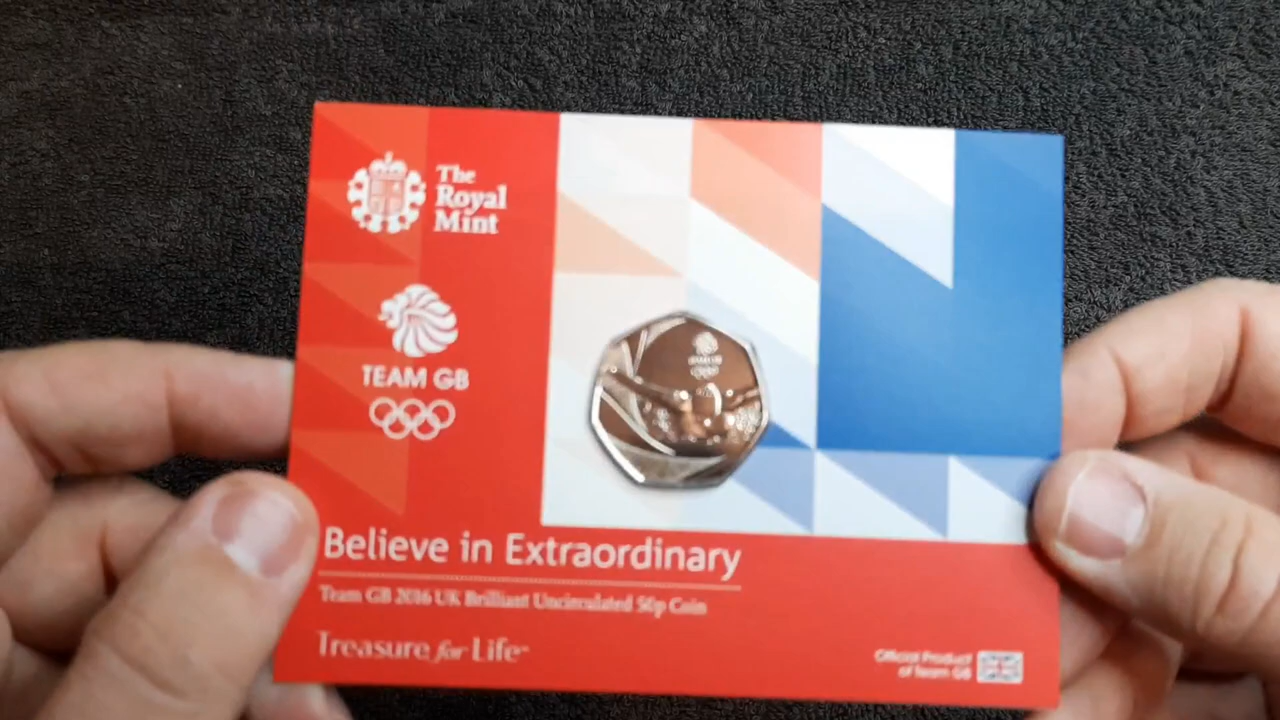 The
Royal
Mint
TEAM GB
Believe in Extraordinary
Team GB 2016 UK Brilliant Uncirculated 50p Coin
Treasure for Life™
Official Product
of Team GB